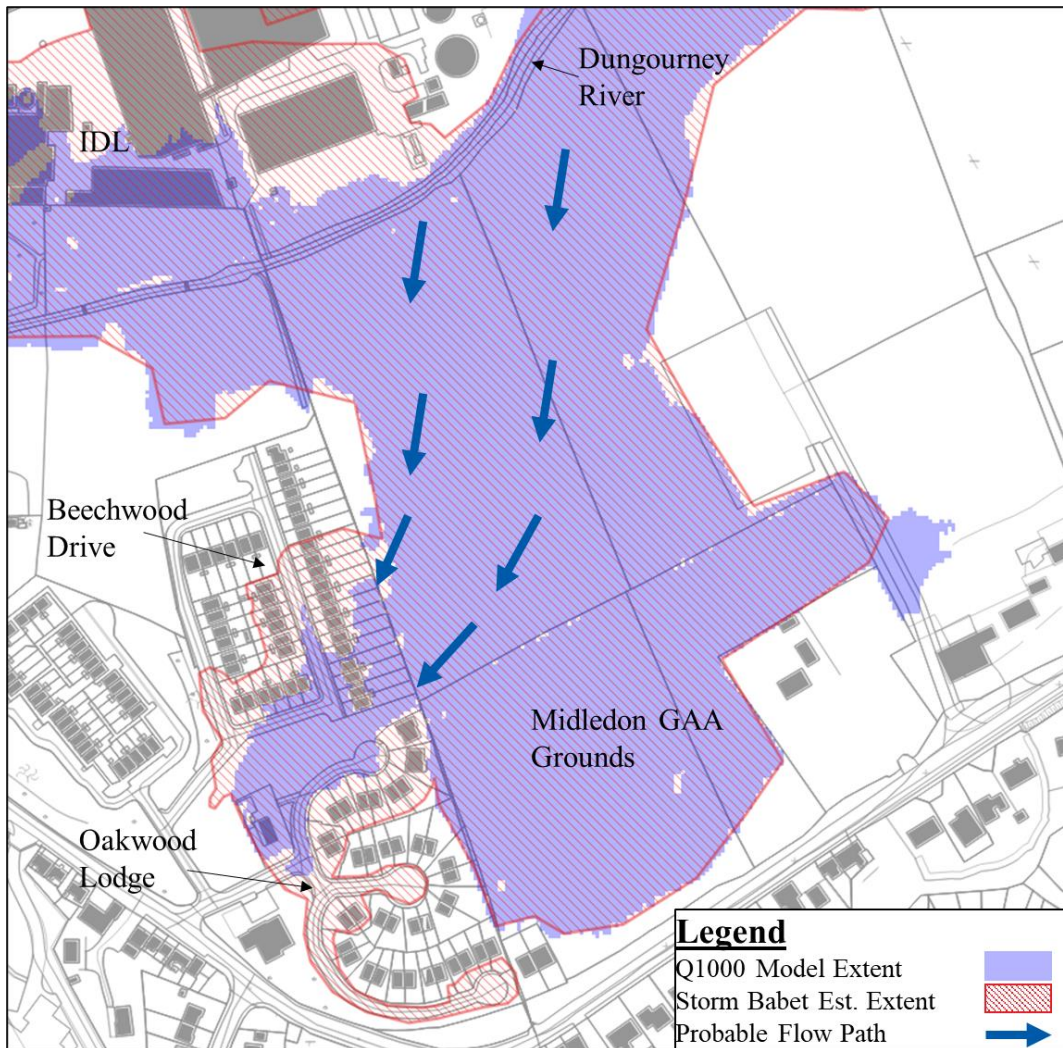 Dungourney
River
IDL
Beechwood
Drive
Midledon GAA
Grounds
Oakwood
Lodge
Legend
Q1000 Model Extent
Storm Babet Est. Extent
Probable Flow Path